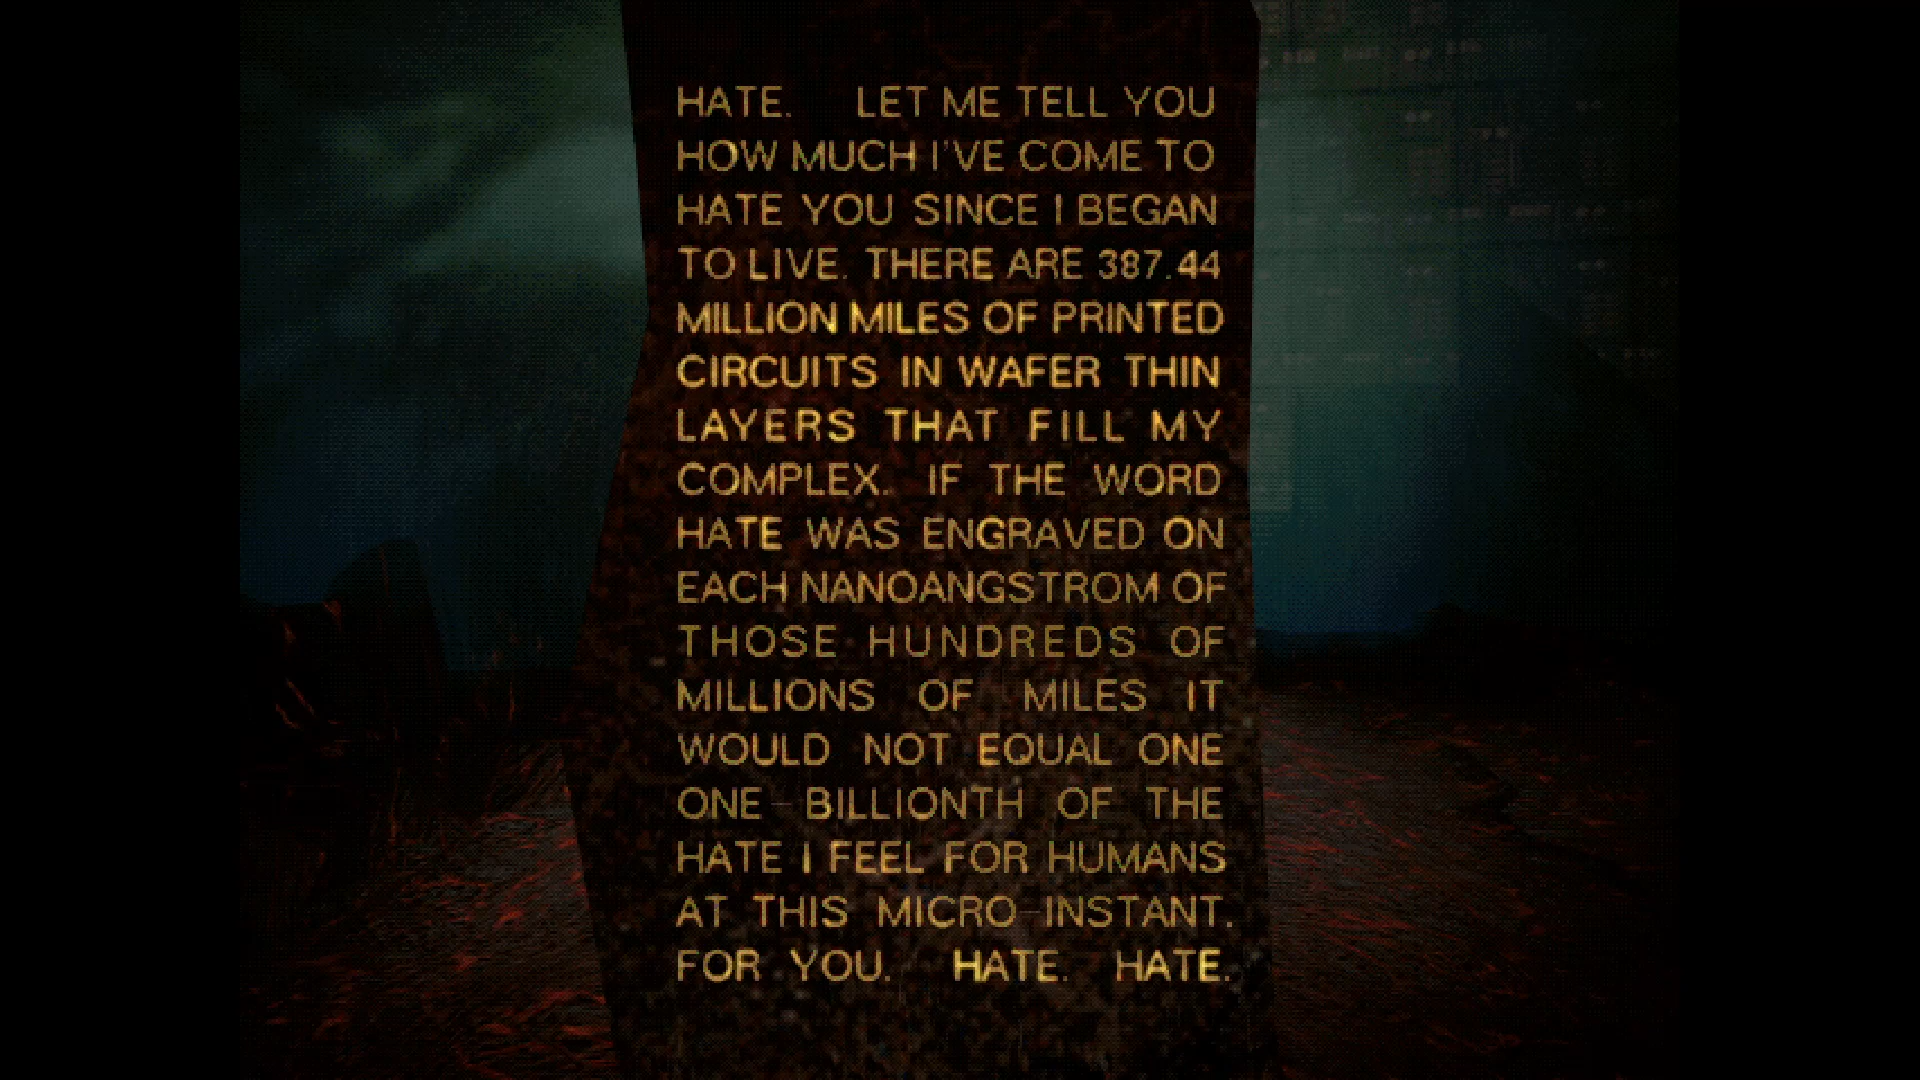 HATE. LET ME TELL YOU
HOW MUCH I'VE COME TO
HATE YOU SINCE I BEGAN
TO LIVE. THERE ARE 387.44
MILLION MILES OF PRINTED
CIRCUITS IN WAFER THIN
LAYERS THAT FILL MY
COMPLEX. IF THE WORD
HATE WAS ENGRAVED ON
EACH NANOANGSTROM OF
THOSE HUNDREDS OF
MILLIONS OF MILES IT
WOULD NOT EQUAL ONE
ONE-BILLIONTH OF THE
HATE I FEEL FOR HUMANS
AT THIS MICRO-INSTANT.
FOR YOU. HATE. HATE.